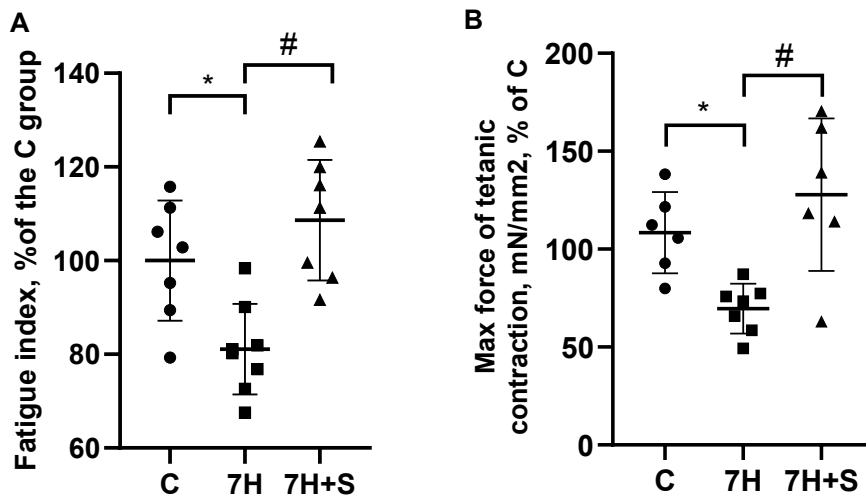 A
Fatigue index, %of the C group
140
120
100
80
60
*
#
C 7H 7H+S
B
Max force of tetanic
contraction, mN/mm2, % of C
200
150
100
50
0
*
#
C 7H 7H+S